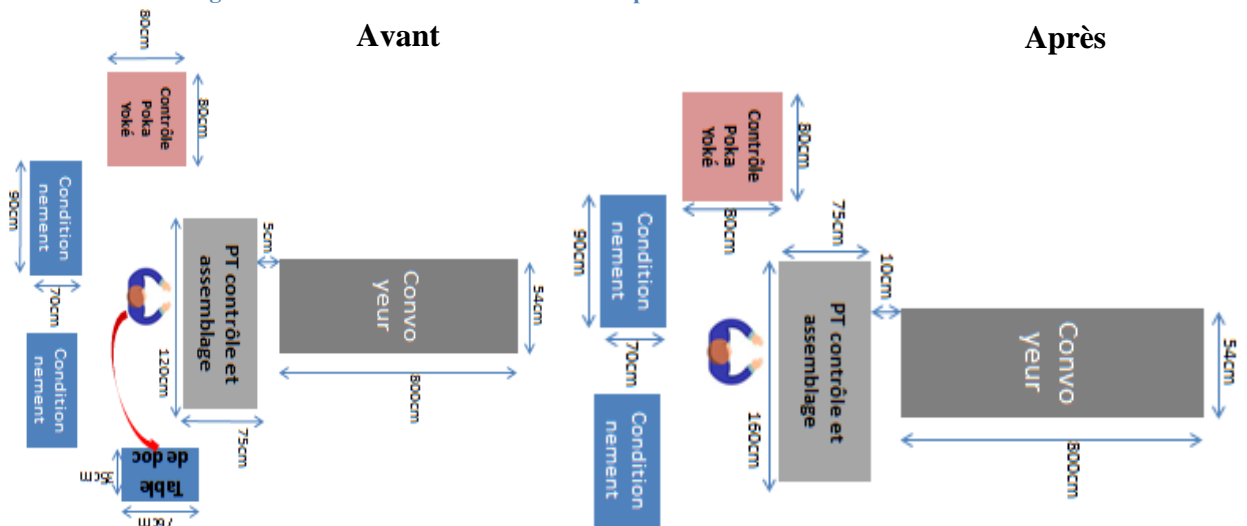 Avant
80cm
Contrôle
Poka
Yoké
80cm
Condition
nement
90cm
70cm
Condition
nement
5cm
PT contrôle et
assemblage
120cm
75cm
Convo
yeur
54cm
800cm
Table
de doc
Après
Contrôle
Poka
Yoké
80cm
80cm
Condition
nement
90cm
70cm
Condition
nement
75cm
10cm
PT contrôle et
assemblage
160cm
Convo
yeur
54cm
800cm